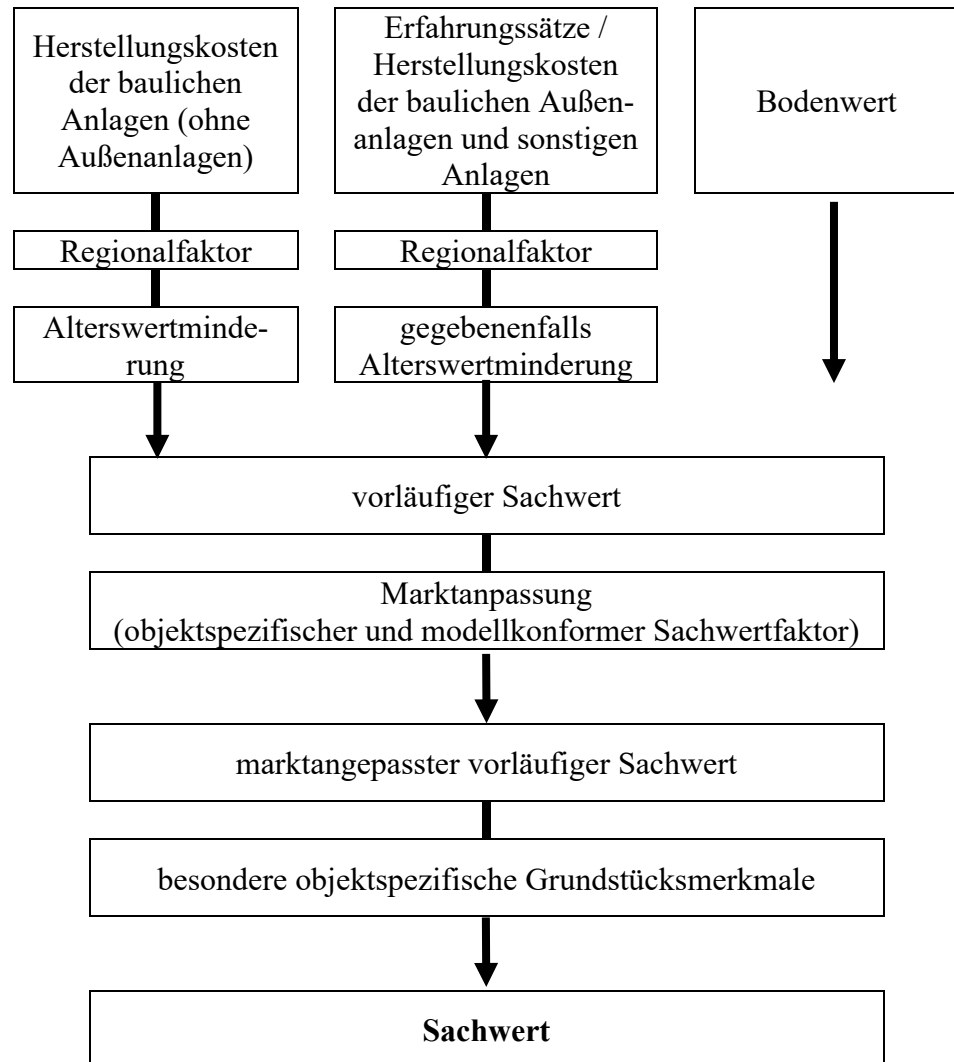 Herstellungskosten
der baulichen
Anlagen (ohne
Außenanlagen)
Erfahrungssätze /
Herstellungskosten
der baulichen Außen-
anlagen und sonstigen
Anlagen
Bodenwert
Regionalfaktor
Regionalfaktor
Alterswertminde-
rung
gegebenenfalls
Alterswertminderung
vorläufiger Sachwert
Marktanpassung
(objektspezifischer und modellkonformer Sachwertfaktor)
marktangepasster vorläufiger Sachwert
besondere objektspezifische Grundstücksmerkmale
Sachwert